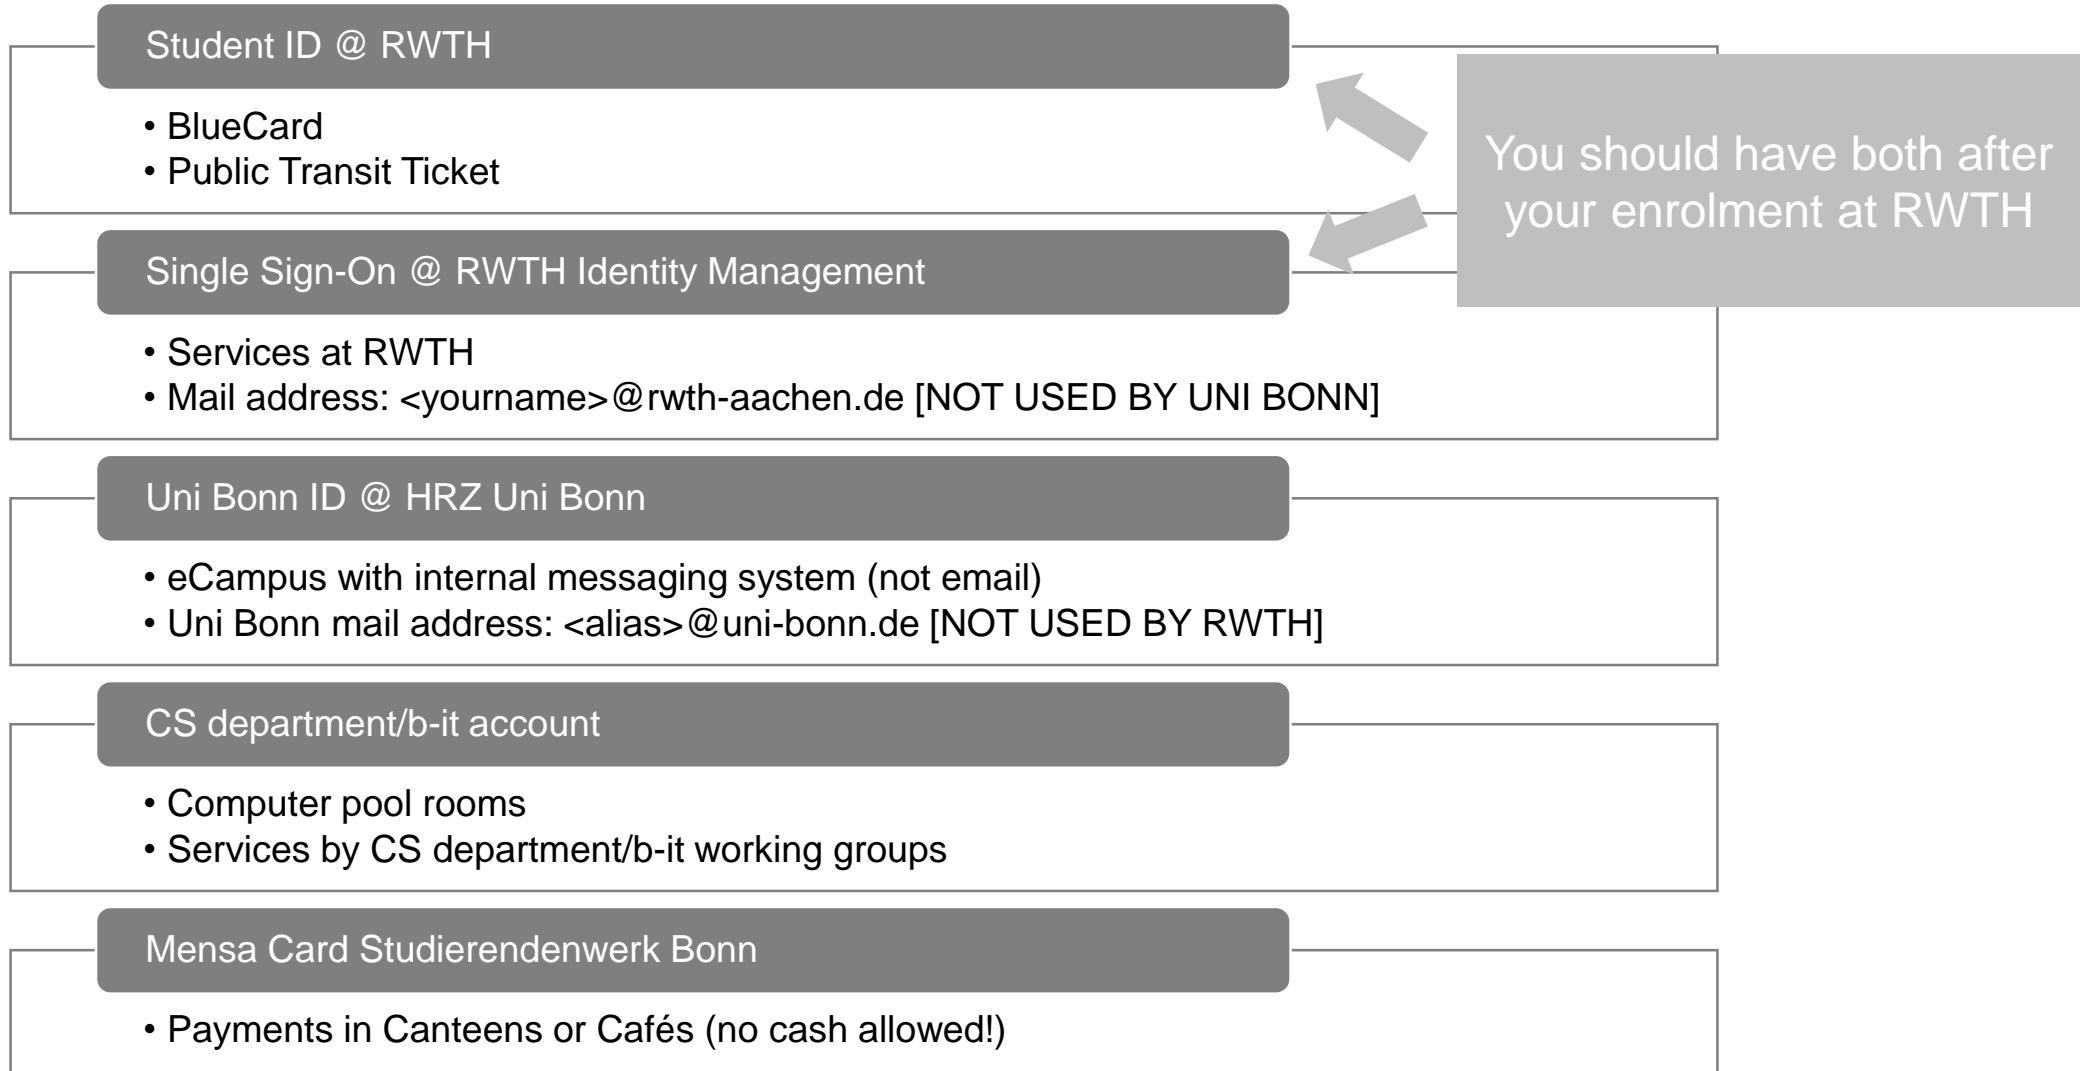 Student ID @ RWTH
• BlueCard
• Public Transit Ticket
You should have both after
your enrolment at RWTH
Single Sign-On @ RWTH Identity Management
• Services at RWTH
• Mail address: <yourname>@rwth-aachen.de [NOT USED BY UNI BONN]
Uni Bonn ID @ HRZ Uni Bonn
• eCampus with internal messaging system (not email)
• Uni Bonn mail address: <alias>@uni-bonn.de [NOT USED BY RWTH]
CS department/b-it account
• Computer pool rooms
• Services by CS department/b-it working groups
Mensa Card Studierendenwerk Bonn
• Payments in Canteens or Cafés (no cash allowed!)